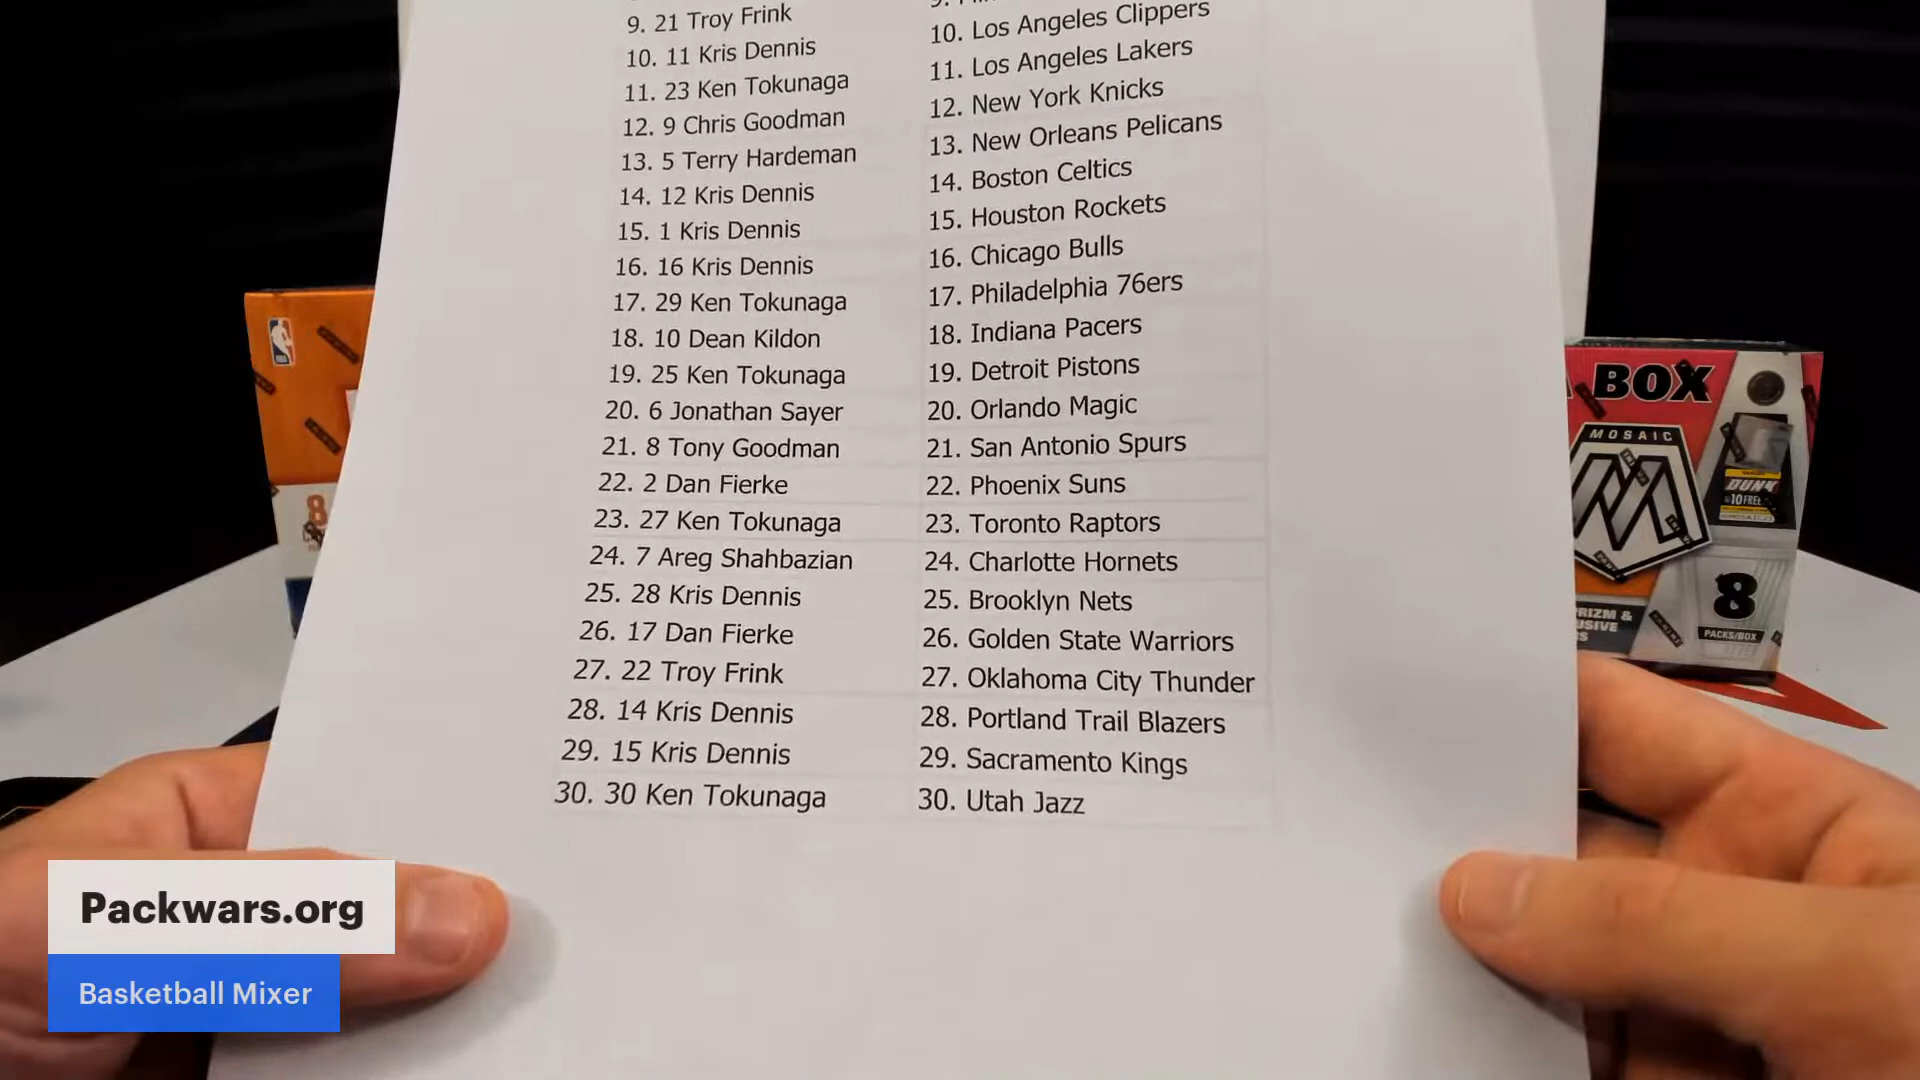 9. 21 Troy Frink
10. 11 Kris Dennis
11. 23 Ken Tokunaga
12. 9 Chris Goodman
13. 5 Terry Hardeman
14. 12 Kris Dennis
15. 1 Kris Dennis
16. 16 Kris Dennis
17. 29 Ken Tokunaga
18. 10 Dean Kildon
19. 25 Ken Tokunaga
20. 6 Jonathan Sayer
21. 8 Tony Goodman
22. 2 Dan Fierke
23. 27 Ken Tokunaga
24. 7 Areg Shahbazian
25. 28 Kris Dennis
26. 17 Dan Fierke
27. 22 Troy Frink
28. 14 Kris Dennis
29. 15 Kris Dennis
30. 30 Ken Tokunaga
9.
10. Los Angeles Clippers
11. Los Angeles Lakers
12. New York Knicks
13. New Orleans Pelicans
14. Boston Celtics
15. Houston Rockets
16. Chicago Bulls
17. Philadelphia 76ers
18. Indiana Pacers
19. Detroit Pistons
20. Orlando Magic
21. San Antonio Spurs
22. Phoenix Suns
23. Toronto Raptors
24. Charlotte Hornets
25. Brooklyn Nets
26. Golden State Warriors
27. Oklahoma City Thunder
28. Portland Trail Blazers
29. Sacramento Kings
30. Utah Jazz
8
BOX
MOSAIC
8
PACKS/BOX
Packwars.org
Basketball Mixer